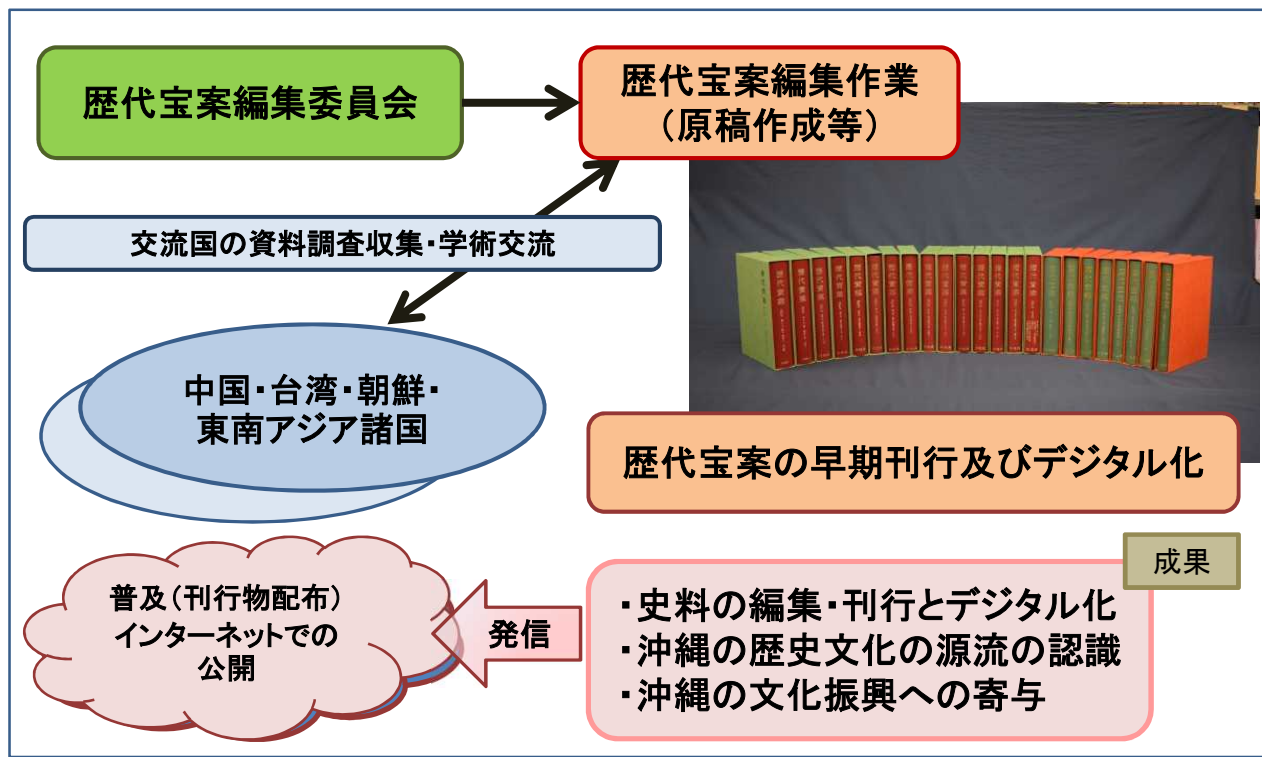 歴代宝案編集委員会
歴代宝案編集作業
（原稿作成等）
交流国の資料調査収集・学術交流
中国・台湾・朝鮮・
東南アジア諸国
歴代宝案の早期刊行及びデジタル化
成果
・史料の編集・刊行とデジタル化
・沖縄の歴史文化の源流の認識
・沖縄の文化振興への寄与
発信
普及（刊行物配布）
インターネットでの
公開